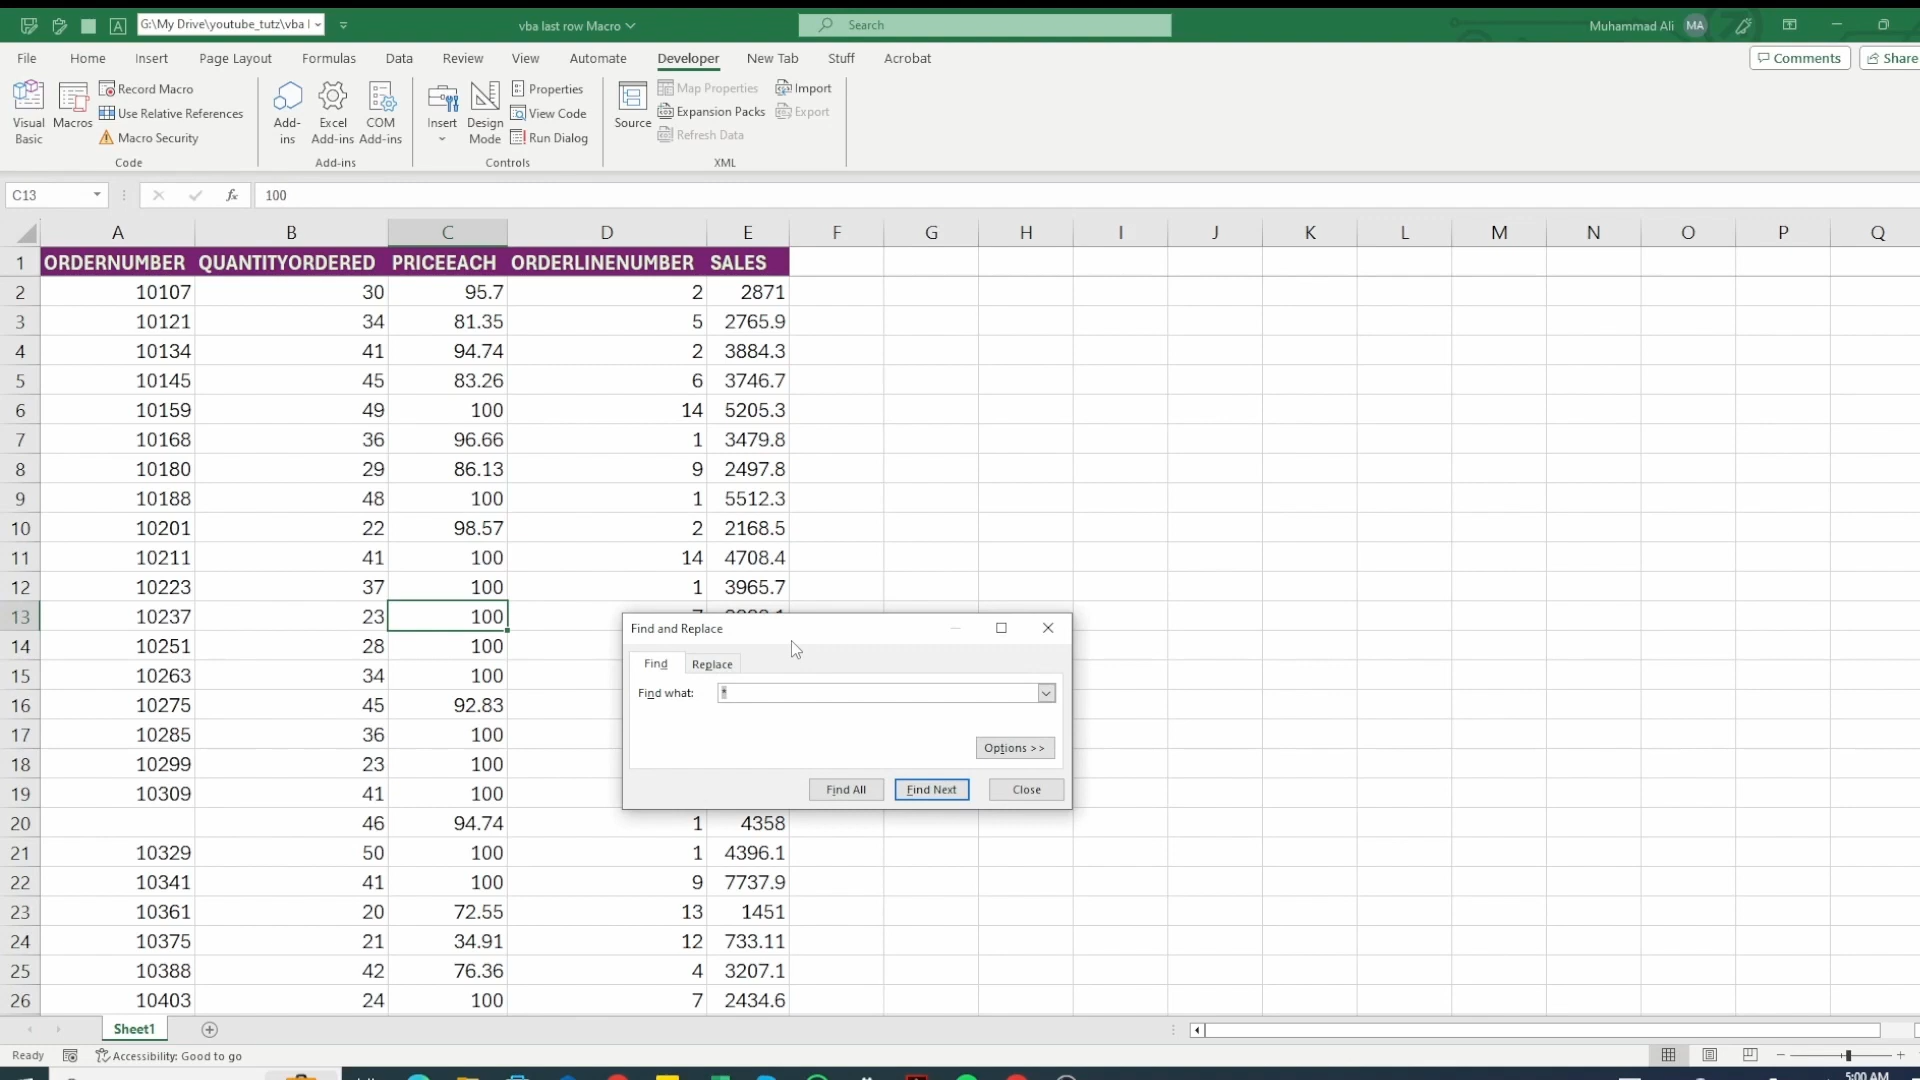 G:\My Drive\youtube_tutz\vba l
vba last row Macro
Search
Muhammad Ali MA
File Home Insert Page Layout Formulas Data Review View Automate Developer New Tab Stuff Acrobat Comments Share
Visual Basic
Macros
Record Macro
Use Relative References
Macro Security
Code
Add-ins
Excel Add-ins
COM Add-ins
Add-ins
Insert
Design Mode
Properties
View Code
Run Dialog
Controls
Source
Map Properties
Expansion Packs
Refresh Data
Import
Export
XML
C13 fx 100
A B C D E F G H I J K L M N O P Q
1 ORDERNUMBER QUANTITYORDERED PRICEEACH ORDERLINENUMBER SALES
2 10107 30 95.7 2 2871
3 10121 34 81.35 5 2765.9
4 10134 41 94.74 2 3884.3
5 10145 45 83.26 6 3746.7
6 10159 49 100 14 5205.3
7 10168 36 96.66 1 3479.8
8 10180 29 86.13 9 2497.8
9 10188 48 100 1 5512.3
10 10201 22 98.57 2 2168.5
11 10211 41 100 14 4708.4
12 10223 37 100 1 3965.7
13 10237 23 100
14 10251 28 100
15 10263 34 100
16 10275 45 92.83
17 10285 36 100
18 10299 23 100
19 10309 41 100
20 46 94.74 1 4358
21 10329 50 100 1 4396.1
22 10341 41 100 9 7737.9
23 10361 20 72.55 13 1451
24 10375 21 34.91 12 733.11
25 10388 42 76.36 4 3207.1
26 10403 24 100 7 2434.6
Find and Replace
Find Replace
Find what: *
Options >>
Find All Find Next Close
Sheet1
Ready Accessibility: Good to go
5:00 AM